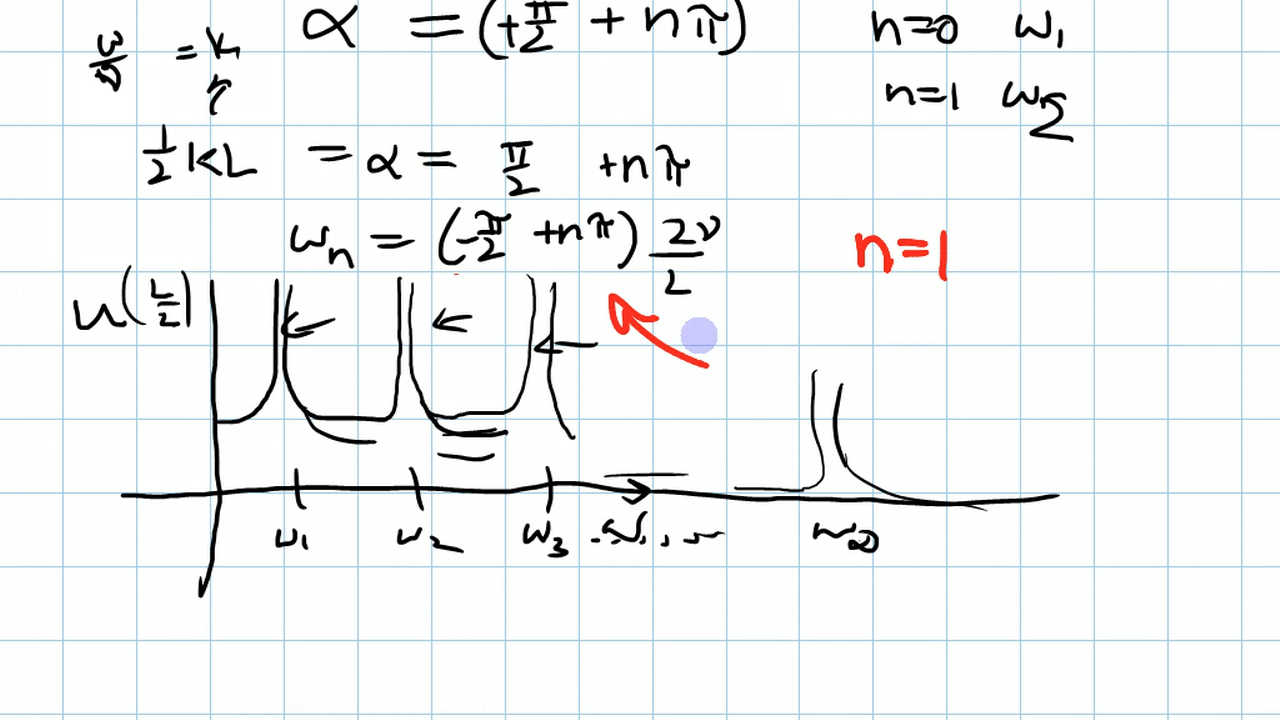 α = (+π/2 + nπ)
n=0 ω₁
ω/v = k
n=1 ω₂
½ KL = α = π/2 + nπ
ωₙ = (-π/2 + nπ) 2v/L
n=1
u(L/2)
ω₁ ω₂ ω₃ ω∞